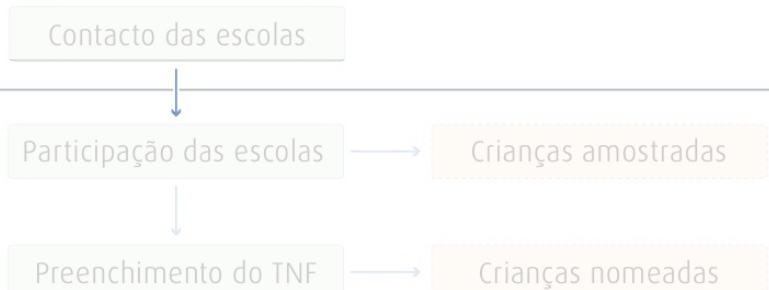 Contacto das escolas
Participação das escolas
Crianças amostradas
Preenchimento do TNF
Crianças nomeadas